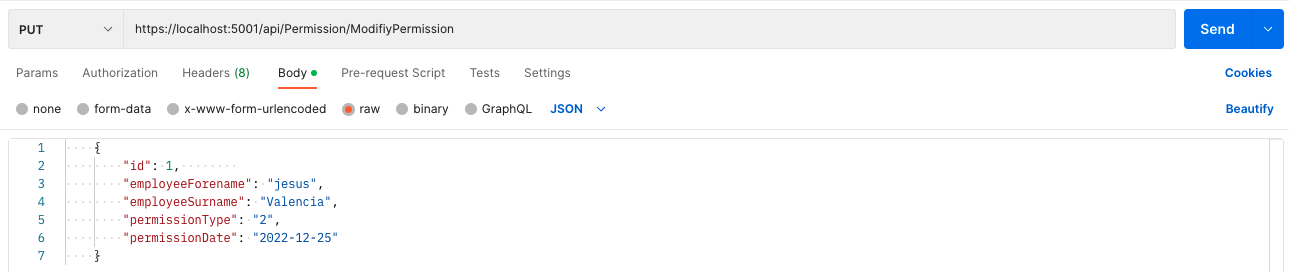 PUT https://localhost:5001/api/Permission/ModifiyPermission Send
Params Authorization Headers (8) Body Pre-request Script Tests Settings Cookies
none form-data x-www-form-urlencoded raw binary GraphQL JSON Beautify
1 {
2 "id": 1,
3 "employeeForename": "jesus",
4 "employeeSurname": "Valencia",
5 "permissionType": "2",
6 "permissionDate": "2022-12-25"
7 }